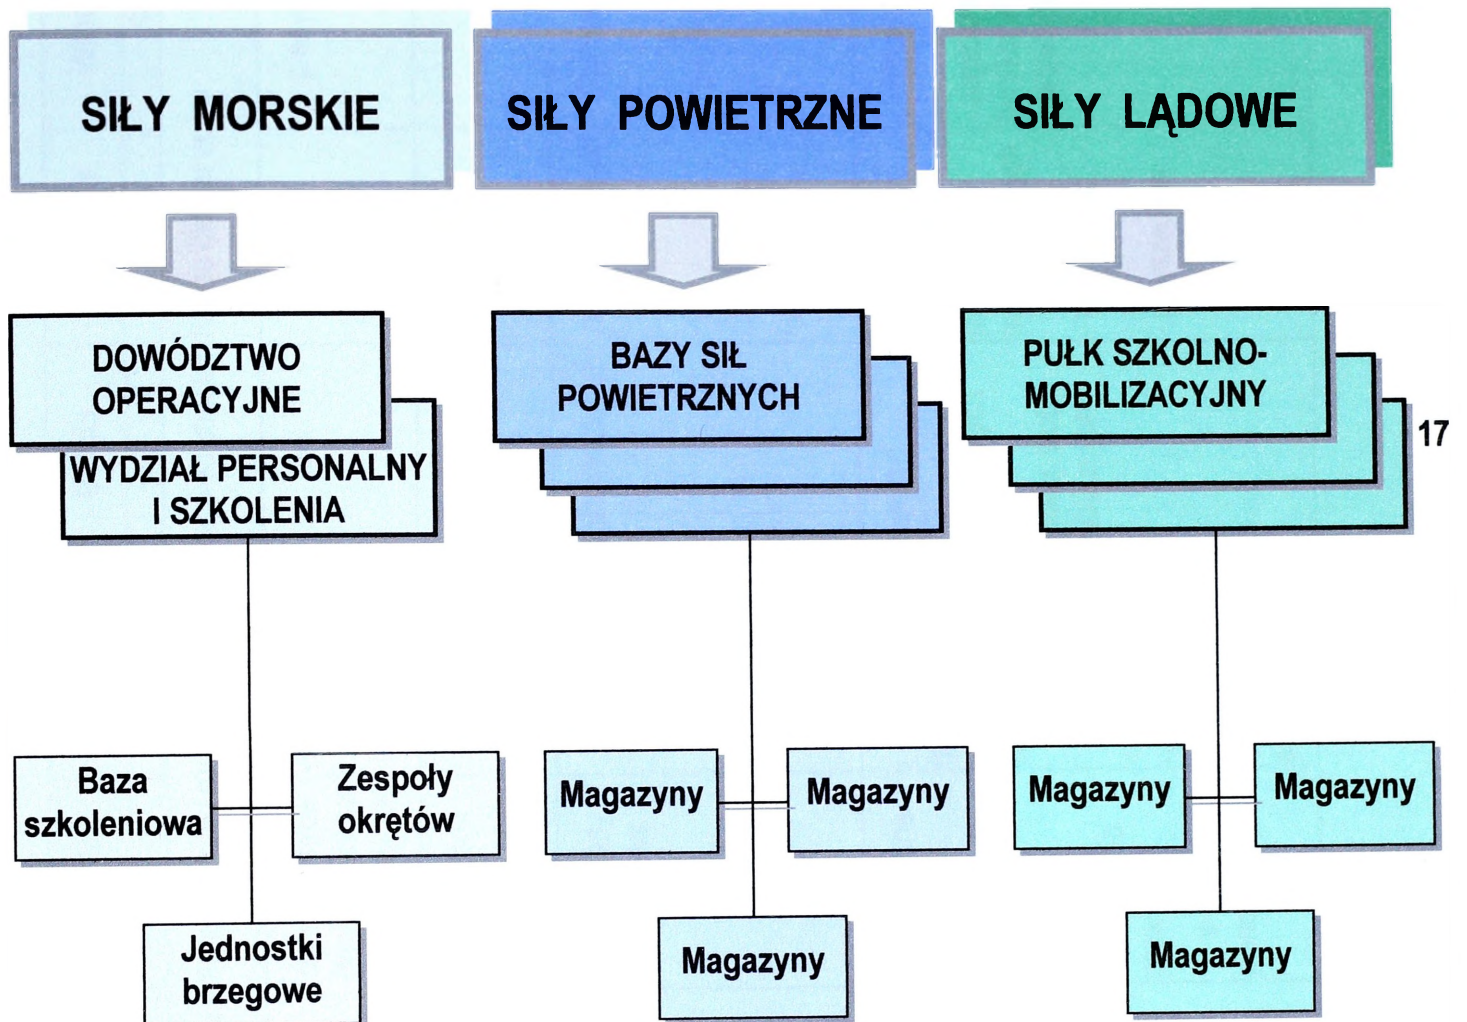 SIŁY MORSKIE
SIŁY POWIETRZNE
SIŁY LĄDOWE
DOWÓDZTWO
OPERACYJNE
WYDZIAŁ PERSONALNY
I SZKOLENIA
BAZY SIŁ
POWIETRZNYCH
PUŁK SZKOLNO-
MOBILIZACYJNY
17
Baza
szkoleniowa
Zespoły
okrętów
Jednostki
brzegowe
Magazyny
Magazyny
Magazyny
Magazyny
Magazyny
Magazyny